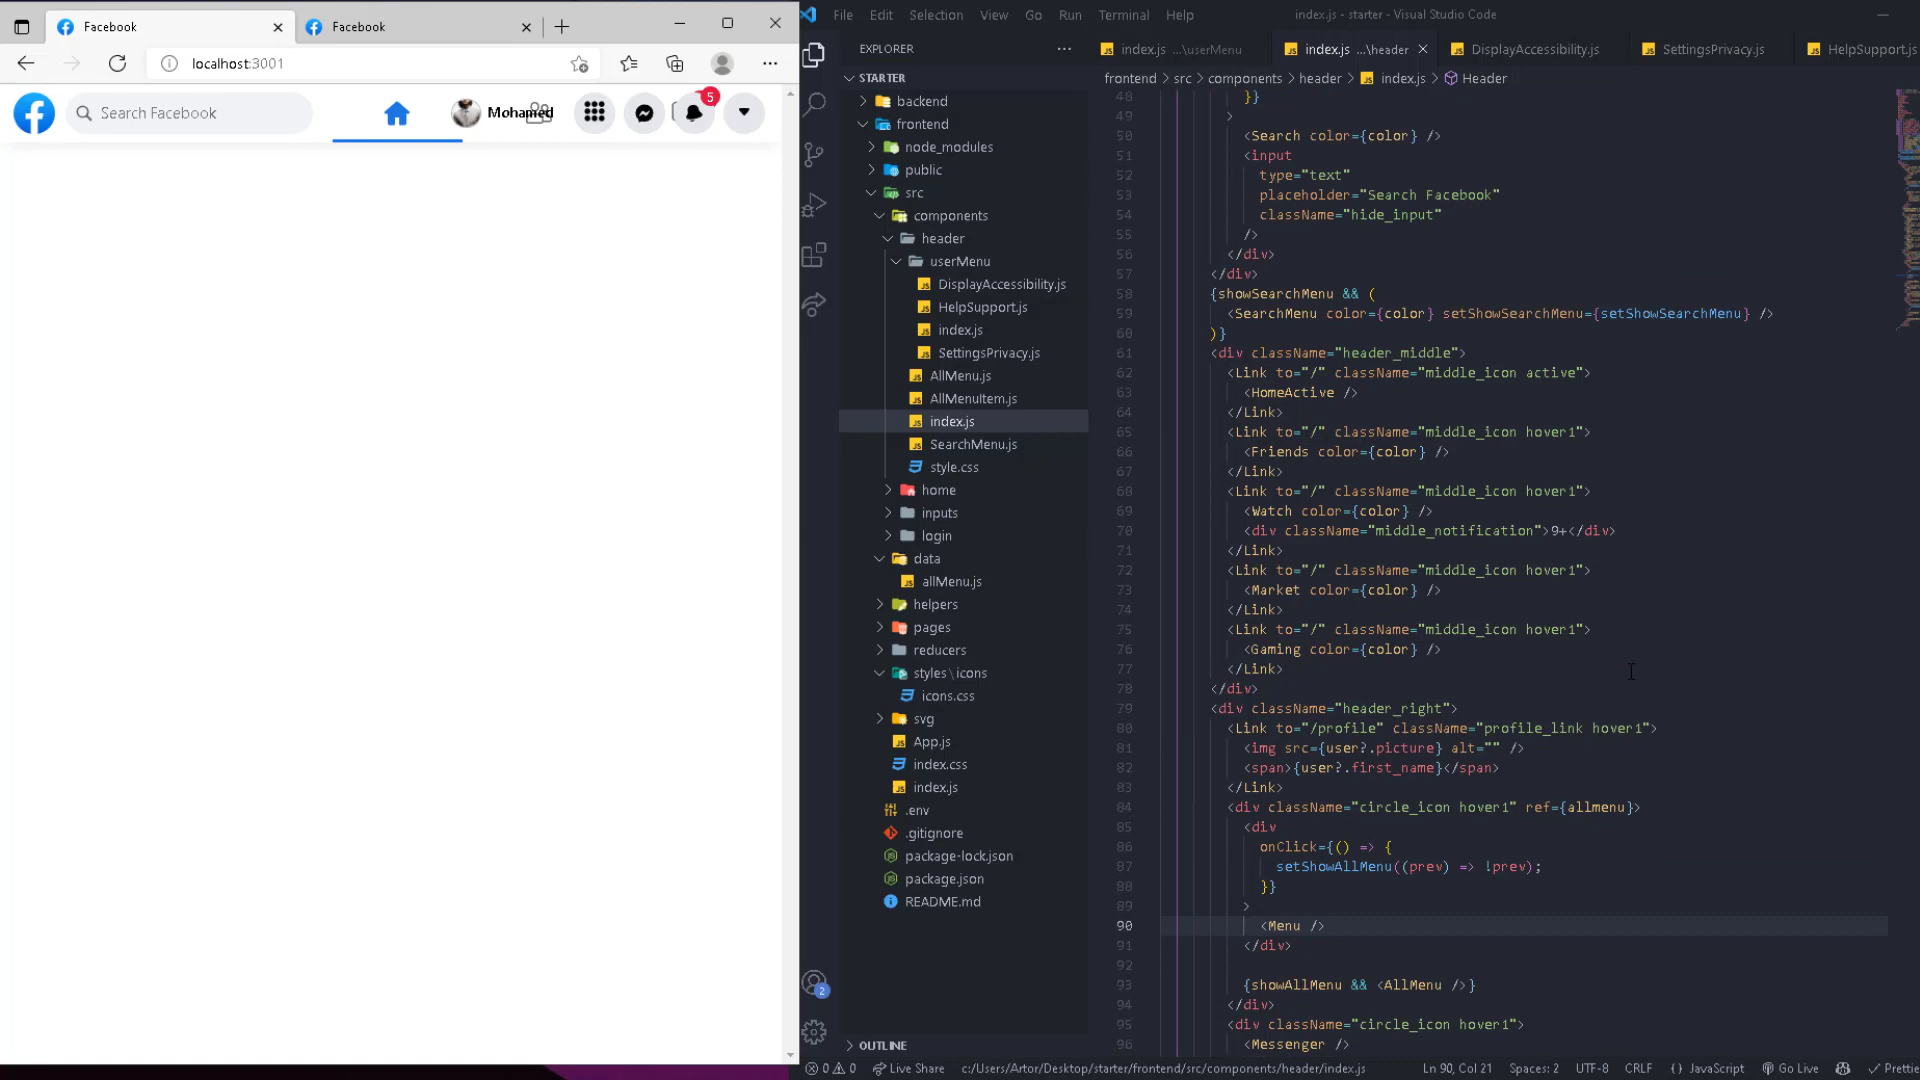 Facebook
Facebook
localhost:3001
Search Facebook
Mohamed
5
File Edit Selection View Go Run Terminal Help
index.js - starter - Visual Studio Code
EXPLORER
STARTER
backend
frontend
node_modules
public
src
components
header
userMenu
DisplayAccessibility.js
HelpSupport.js
index.js
SettingsPrivacy.js
AllMenu.js
AllMenuItem.js
index.js
SearchMenu.js
style.css
home
inputs
login
data
allMenu.js
helpers
pages
reducers
styles\icons
icons.css
svg
App.js
index.css
index.js
.env
.gitignore
package-lock.json
package.json
README.md
OUTLINE
2
index.js ...\userMenu index.js ...\header DisplayAccessibility.js SettingsPrivacy.js HelpSupport.js
frontend > src > components > header > index.js > Header
48 }}
49 >
50 <Search color={color} />
51 <input
52 type="text"
53 placeholder="Search Facebook"
54 className="hide_input"
55 />
56 </div>
57 </div>
58 {showSearchMenu && (
59 <SearchMenu color={color} setShowSearchMenu={setShowSearchMenu} />
60 )}
61 <div className="header_middle">
62 <Link to="/" className="middle_icon active">
63 <HomeActive />
64 </Link>
65 <Link to="/" className="middle_icon hover1">
66 <Friends color={color} />
67 </Link>
68 <Link to="/" className="middle_icon hover1">
69 <Watch color={color} />
70 <div className="middle_notification">9+</div>
71 </Link>
72 <Link to="/" className="middle_icon hover1">
73 <Market color={color} />
74 </Link>
75 <Link to="/" className="middle_icon hover1">
76 <Gaming color={color} />
77 </Link>
78 </div>
79 <div className="header_right">
80 <Link to="/profile" className="profile_link hover1">
81 <img src={user?.picture} alt="" />
82 <span>{user?.first_name}</span>
83 </Link>
84 <div className="circle_icon hover1" ref={allmenu}>
85 <div
86 onClick={() => {
87 setShowAllMenu((prev) => !prev);
88 }}
89 >
90 <Menu />
91 </div>
92
93 {showAllMenu && <AllMenu />}
94 </div>
95 <div className="circle_icon hover1">
96 <Messenger />
0 0 Live Share c:/Users/Artor/Desktop/starter/frontend/src/components/header/index.js Ln 90, Col 21 Spaces: 2 UTF-8 CRLF {} JavaScript Go Live Prettie